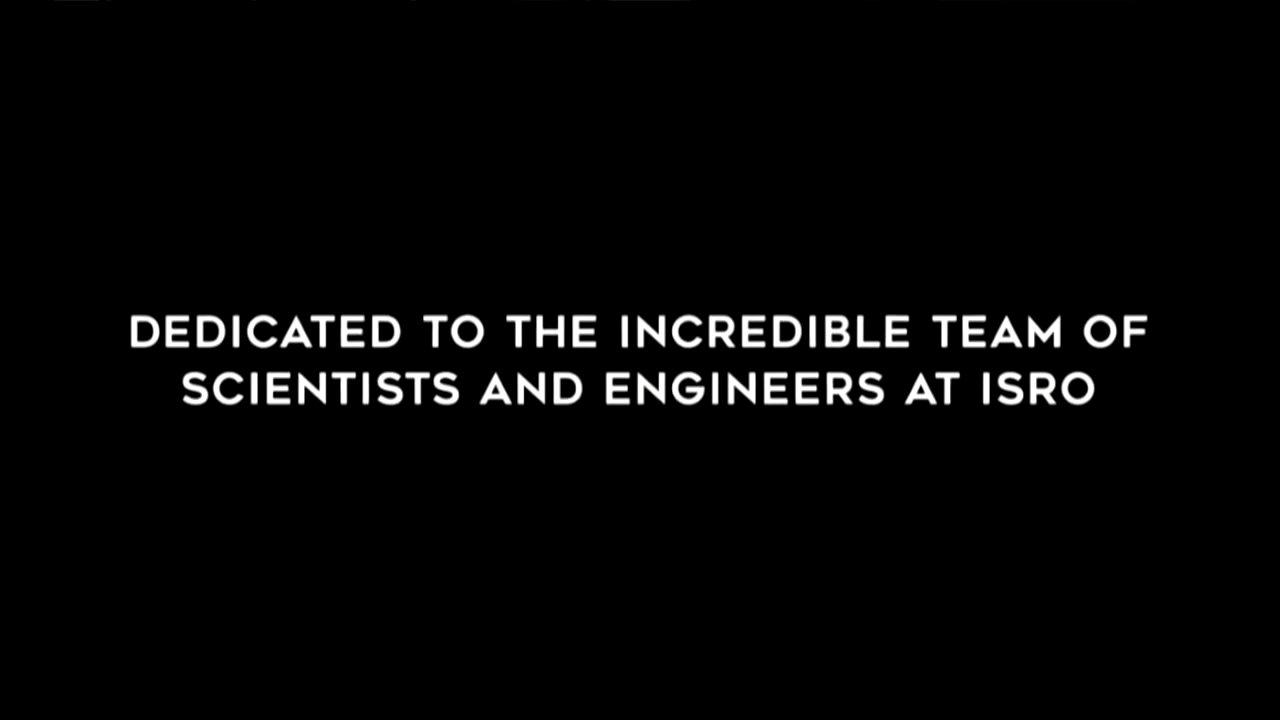 DEDICATED TO THE INCREDIBLE TEAM OF
SCIENTISTS AND ENGINEERS AT ISRO